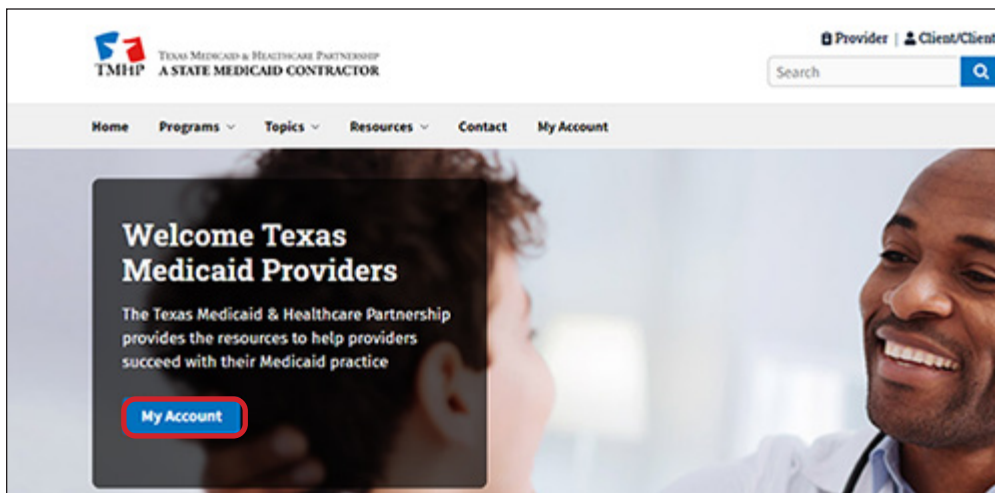 TMHP
TEXAS MEDICAID & HEALTHCARE PARTNERSHIP
A STATE MEDICAID CONTRACTOR
Provider | Client/Client
Search
Home Programs Topics Resources Contact My Account
Welcome Texas
Medicaid Providers
The Texas Medicaid & Healthcare Partnership
provides the resources to help providers
succeed with their Medicaid practice
My Account